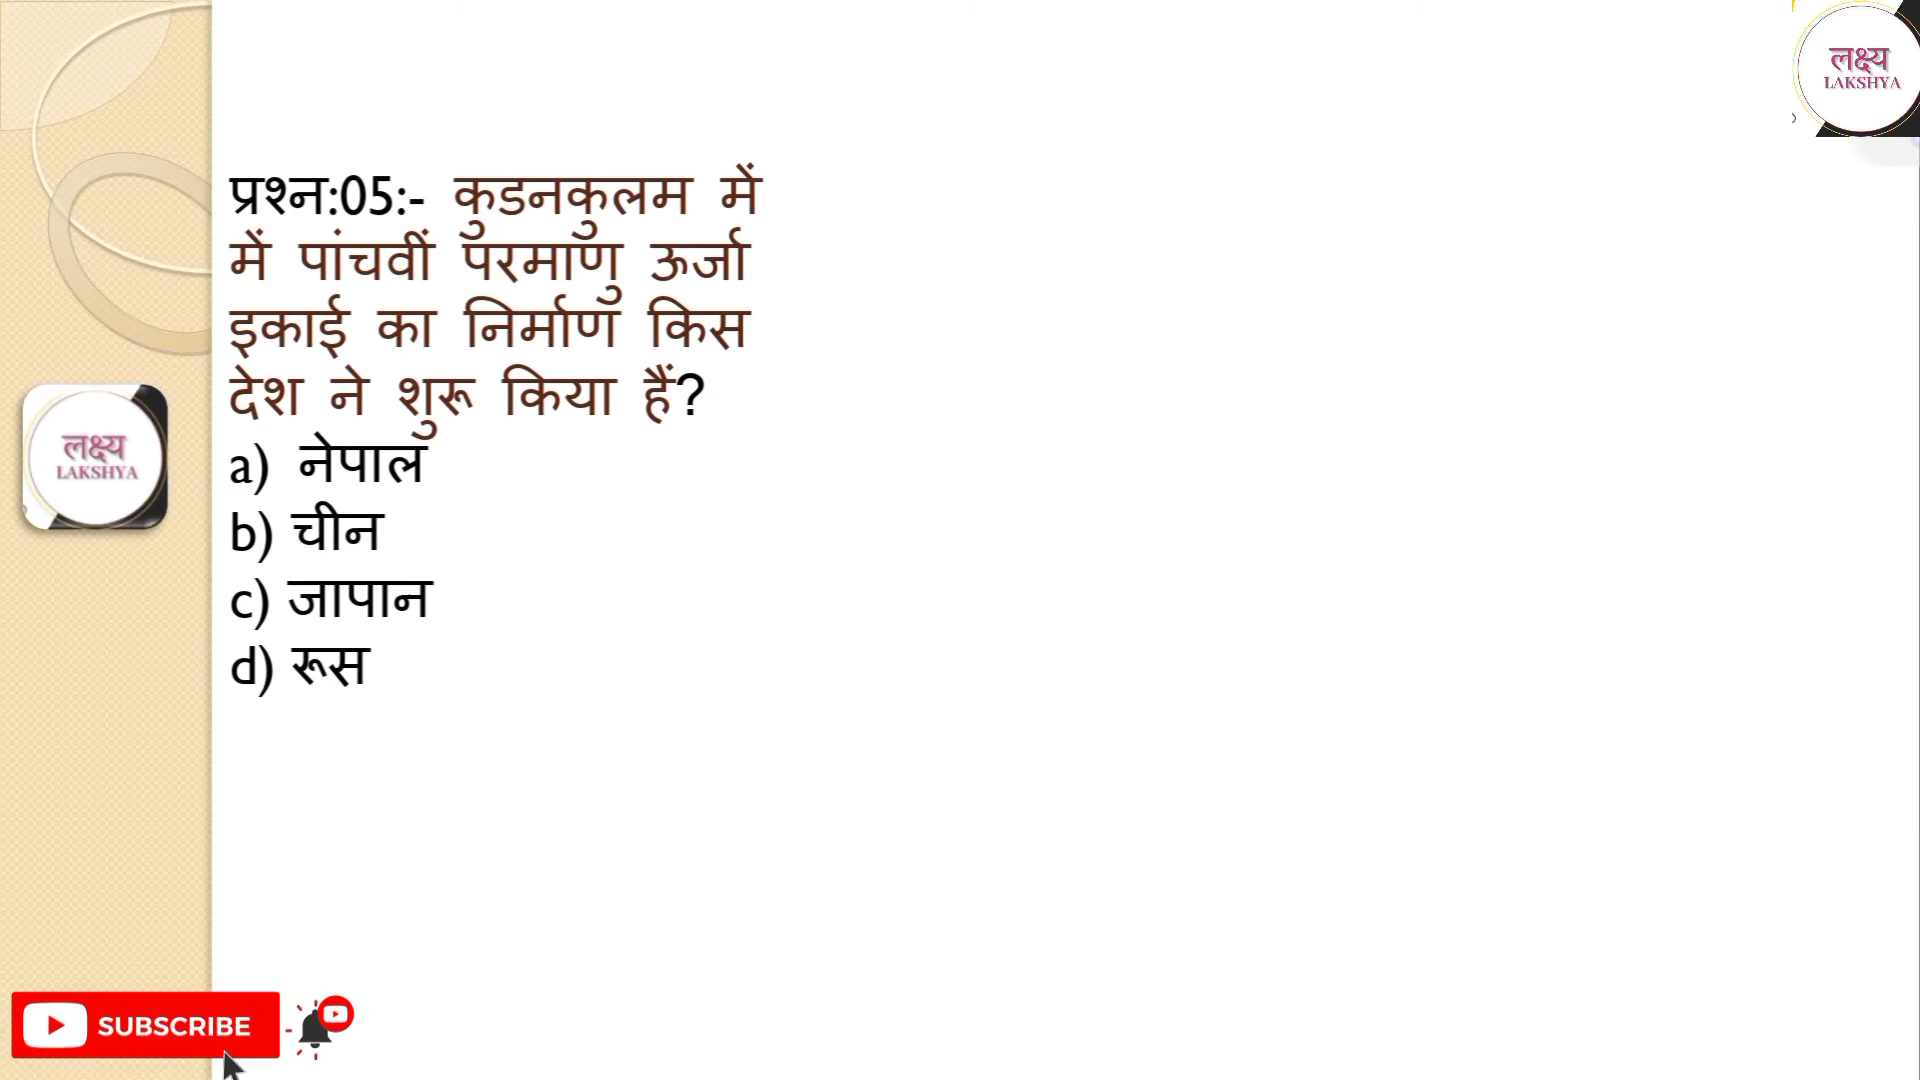 लक्ष्य
LAKSHYA
प्रश्न:05:- कुडनकुलम में
में पांचवीं परमाणु ऊर्जा
इकाई का निर्माण किस
देश ने शुरू किया हैं?
a) नेपाल
b) चीन
c) जापान
d) रूस
लक्ष्य
LAKSHYA
SUBSCRIBE